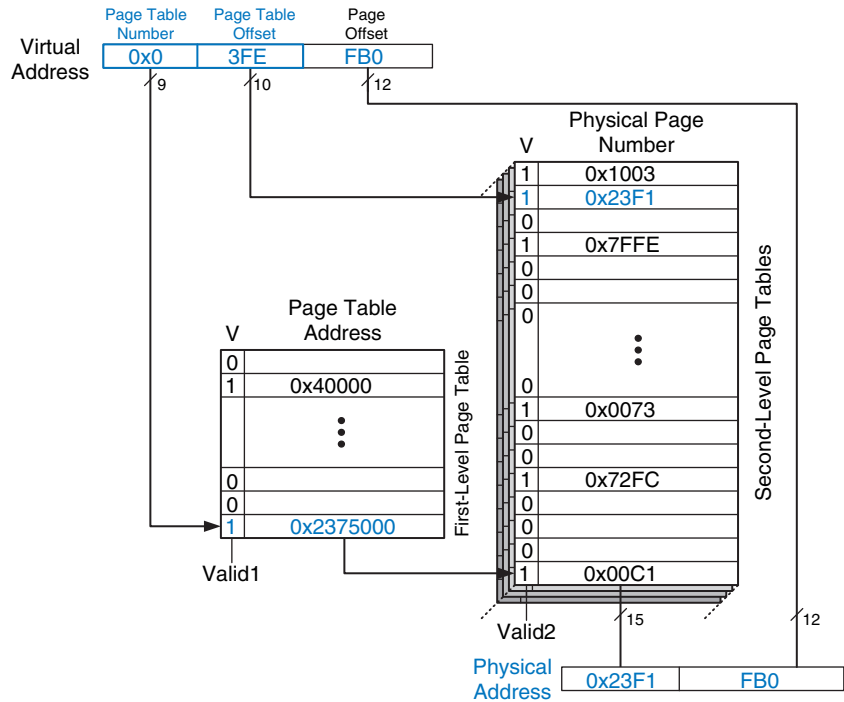 Page Table Number
Page Table Offset
Page Offset
Virtual Address
0x0
3FE
FB0
9
10
12
Physical Page Number
V
1 0x1003
1 0x23F1
0
1 0x7FFE
0
0
0
0
1 0x0073
0
0
1 0x72FC
0
0
0
1 0x00C1
Second-Level Page Tables
Page Table Address
V
0
1 0x40000
0
0
1 0x2375000
First-Level Page Table
Valid1
Valid2
15
12
Physical Address
0x23F1
FB0